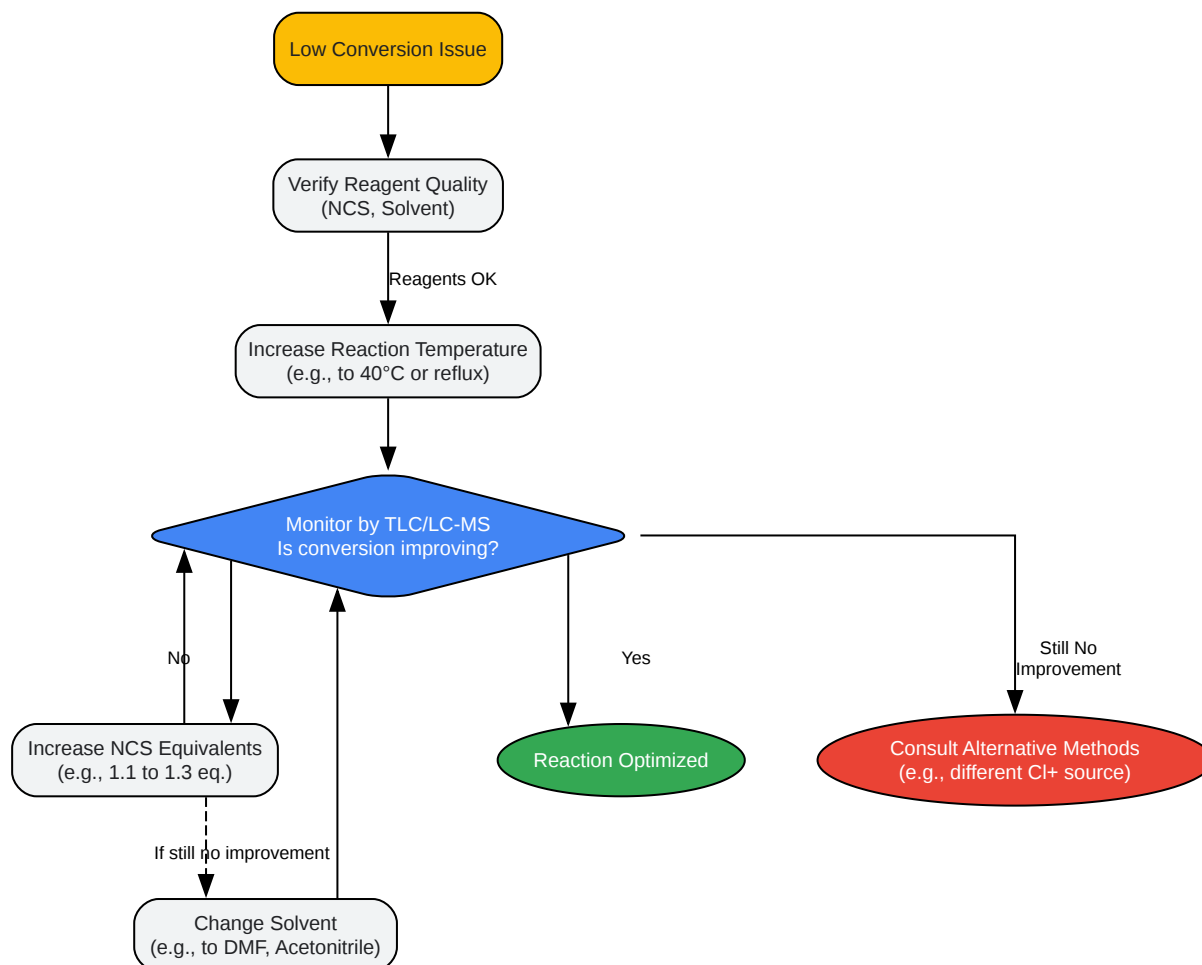 Low Conversion Issue
Verify Reagent Quality
(NCS, Solvent)
Reagents OK
Increase Reaction Temperature
(e.g., to 40°C or reflux)
Monitor by TLC/LC-MS
Is conversion improving?
No
Yes
Still No
Improvement
Increase NCS Equivalents
(e.g., 1.1 to 1.3 eq.)
Reaction Optimized
Consult Alternative Methods
(e.g., different Cl+ source)
If still no improvement
Change Solvent
(e.g., to DMF, Acetonitrile)